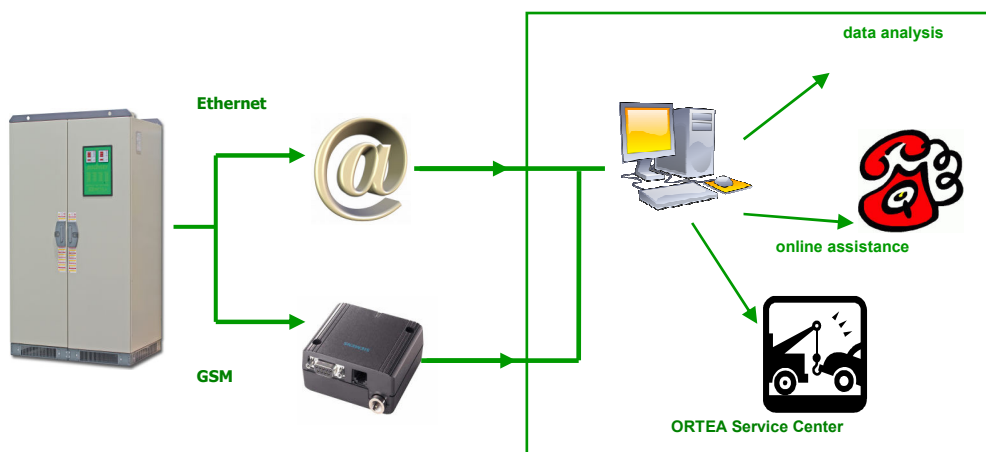 data analysis
Ethernet
online assistance
GSM
ORTEA Service Center